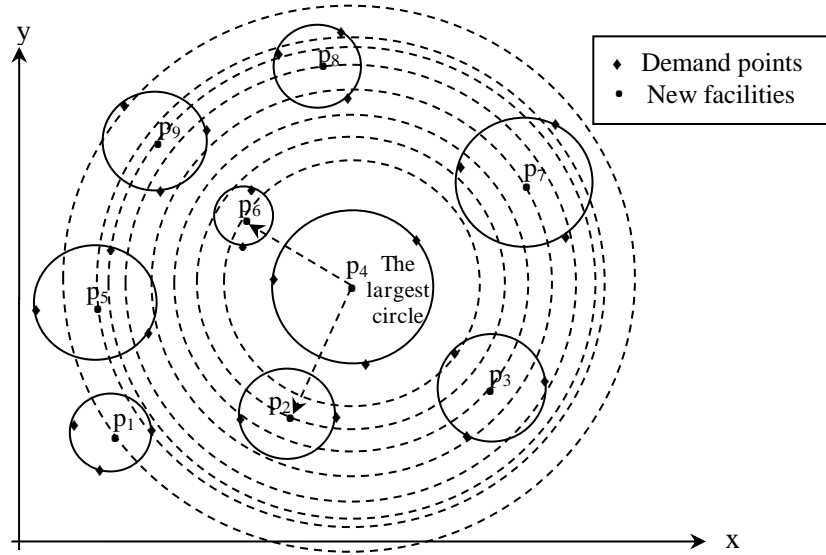 y
p₈
Demand points
New facilities
p₉
p₇
p₆
p₄ The
largest
circle
p₅
p₃
p₂
p₁
x